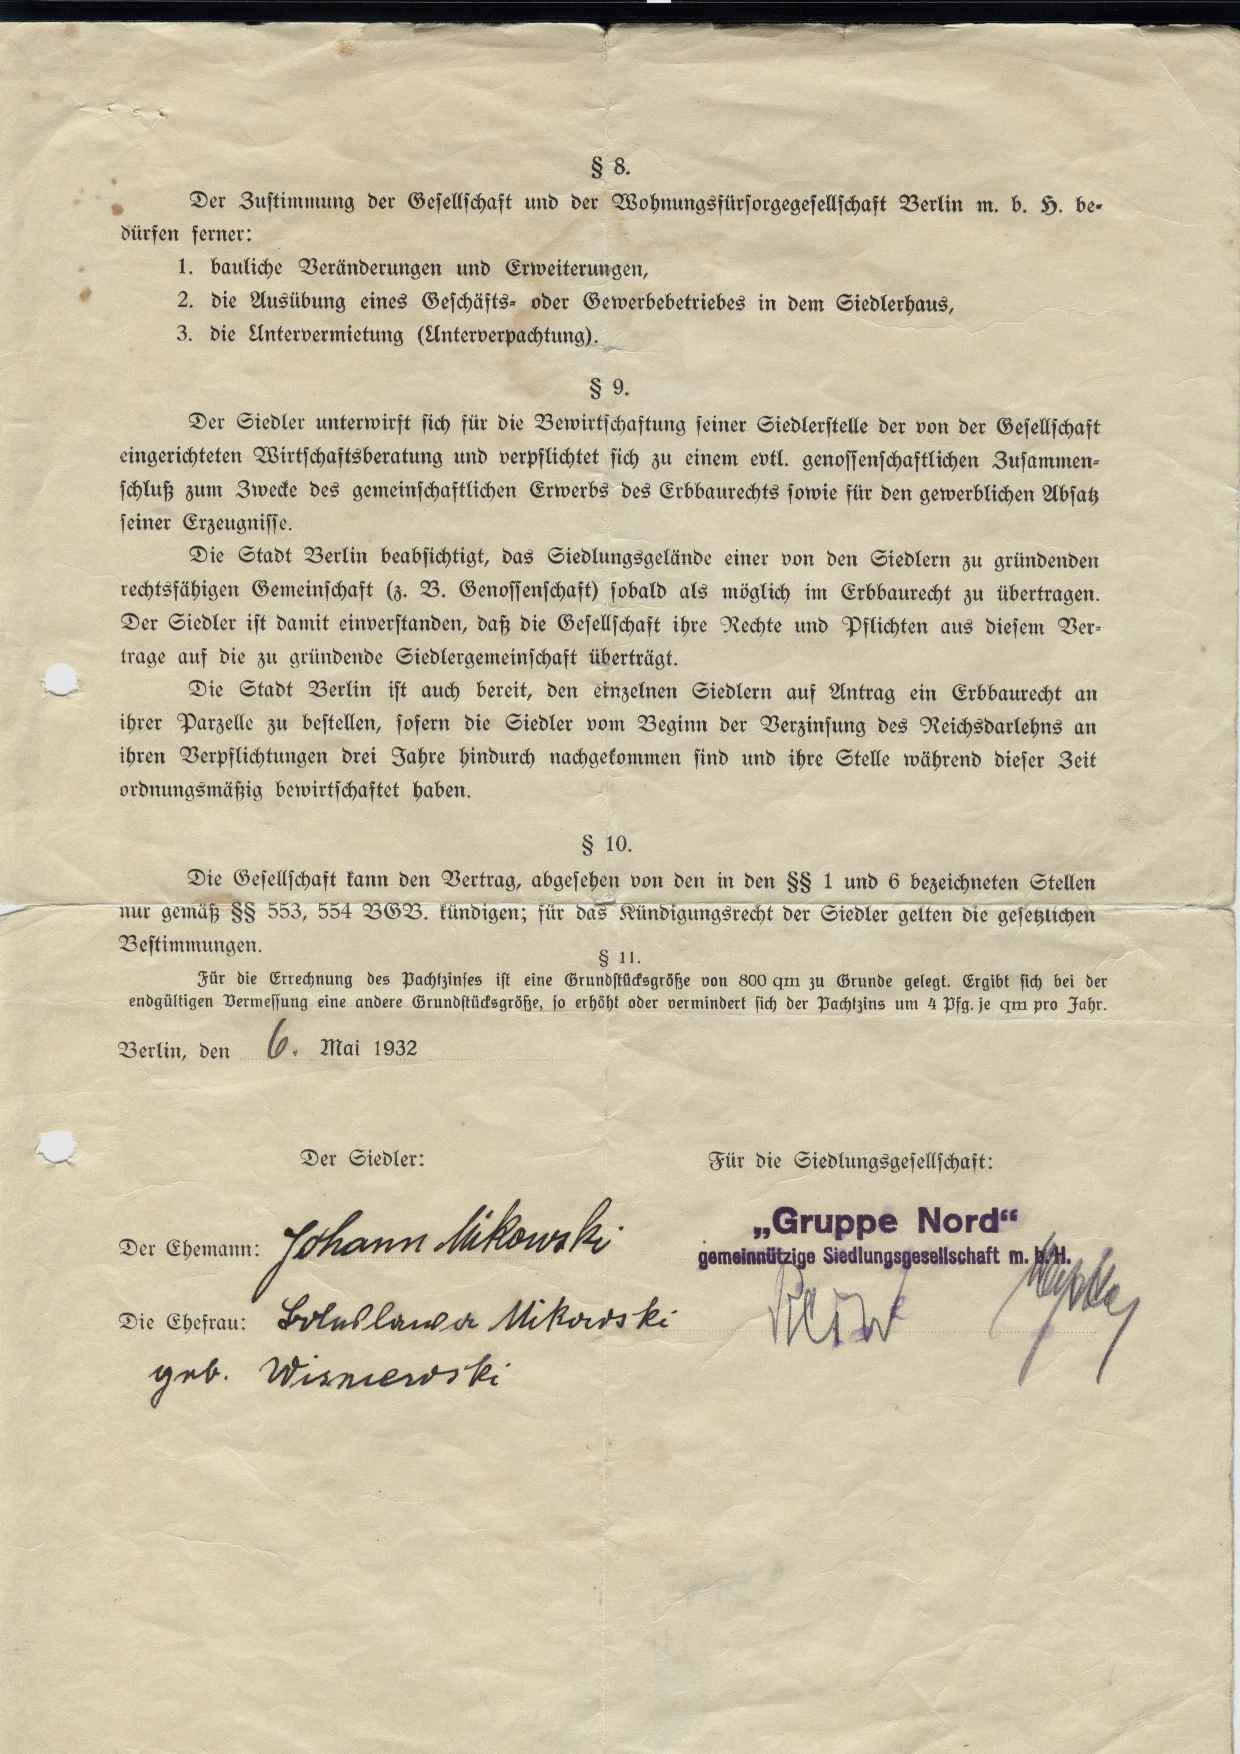 § 8.
Der Zustimmung der Gesellschaft und der Wohnungsfürsorgegesellschaft Berlin m. b. H. be-
dürfen ferner:
1. bauliche Veränderungen und Erweiterungen,
2. die Ausübung eines Geschäfts- oder Gewerbebetriebes in dem Siedlerhaus,
3. die Untervermietung (Unterverpachtung).
§ 9.
Der Siedler unterwirft sich für die Bewirtschaftung seiner Siedlerstelle der von der Gesellschaft
eingerichteten Wirtschaftsberatung und verpflichtet sich zu einem evtl. genossenschaftlichen Zusammen-
schluß zum Zwecke des gemeinschaftlichen Erwerbs des Erbbaurechts sowie für den gewerblichen Absatz
seiner Erzeugnisse.
Die Stadt Berlin beabsichtigt, das Siedlungsgelände einer von den Siedlern zu gründenden
rechtsfähigen Gemeinschaft (z. B. Genossenschaft) sobald als möglich im Erbbaurecht zu übertragen.
Der Siedler ist damit einverstanden, daß die Gesellschaft ihre Rechte und Pflichten aus diesem Ver-
trage auf die zu gründende Siedlergemeinschaft überträgt.
Die Stadt Berlin ist auch bereit, den einzelnen Siedlern auf Antrag ein Erbbaurecht an
ihrer Parzelle zu bestellen, sofern die Siedler vom Beginn der Verzinsung des Reichsdarlehns an
ihren Verpflichtungen drei Jahre hindurch nachgekommen sind und ihre Stelle während dieser Zeit
ordnungsmäßig bewirtschaftet haben.
§ 10.
Die Gesellschaft kann den Vertrag, abgesehen von den in den §§ 1 und 6 bezeichneten Stellen
nur gemäß §§ 553, 554 BGB. kündigen; für das Kündigungsrecht der Siedler gelten die gesetzlichen
Bestimmungen.
§ 11.
Für die Errechnung des Pachtzinses ist eine Grundstücksgröße von 800 qm zu Grunde gelegt. Ergibt sich bei der
endgültigen Vermessung eine andere Grundstücksgröße, so erhöht oder vermindert sich der Pachtzins um 4 Pfg. je qm pro Jahr.
Berlin, den 6. Mai 1932
Der Siedler:
Für die Siedlungsgesellschaft:
„Gruppe Nord“
gemeinnützige Siedlungsgesellschaft m. b. H.
Der Ehemann: Johann Mikowski
Die Ehefrau: Boleslawa Mikowski
geb. Wisniewski